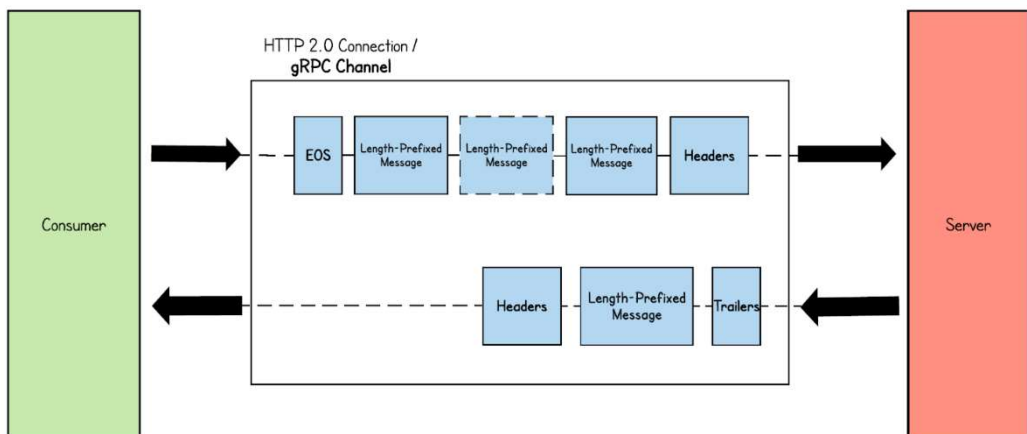 HTTP 2.0 Connection /
gRPC Channel
EOS
Length-Prefixed
Message
Length-Prefixed
Message
Length-Prefixed
Message
Headers
Consumer
Server
Headers
Length-Prefixed
Message
Trailers